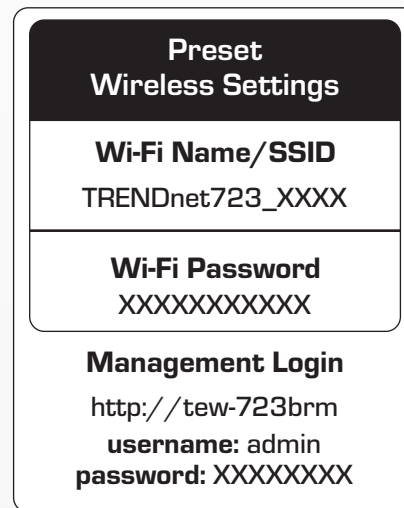 Preset
Wireless Settings
Wi-Fi Name/SSID
TRENDnet723_XXXX
Wi-Fi Password
XXXXXXXXXXX
Management Login
http://tew-723brm
username: admin
password: XXXXXXXX